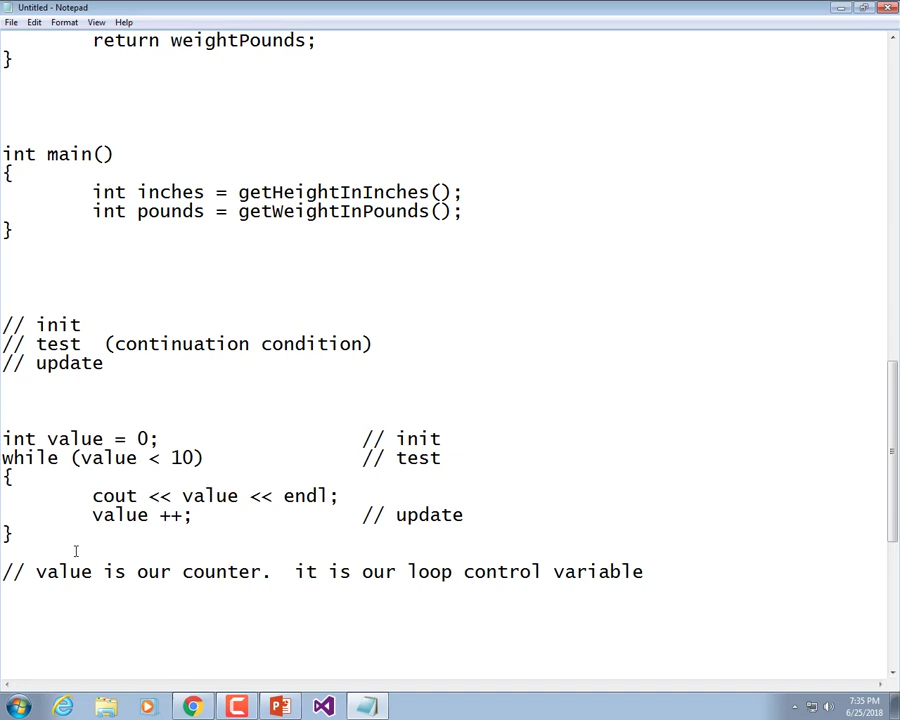 Untitled - Notepad
File Edit Format View Help
return weightPounds;
}
int main()
{
int inches = getHeightInInches();
int pounds = getWeightInPounds();
}
// init
// test (continuation condition)
// update
int value = 0; // init
while (value < 10) // test
{
cout << value << endl;
value ++; // update
}
// value is our counter. it is our loop control variable
7:35 PM
6/25/2018